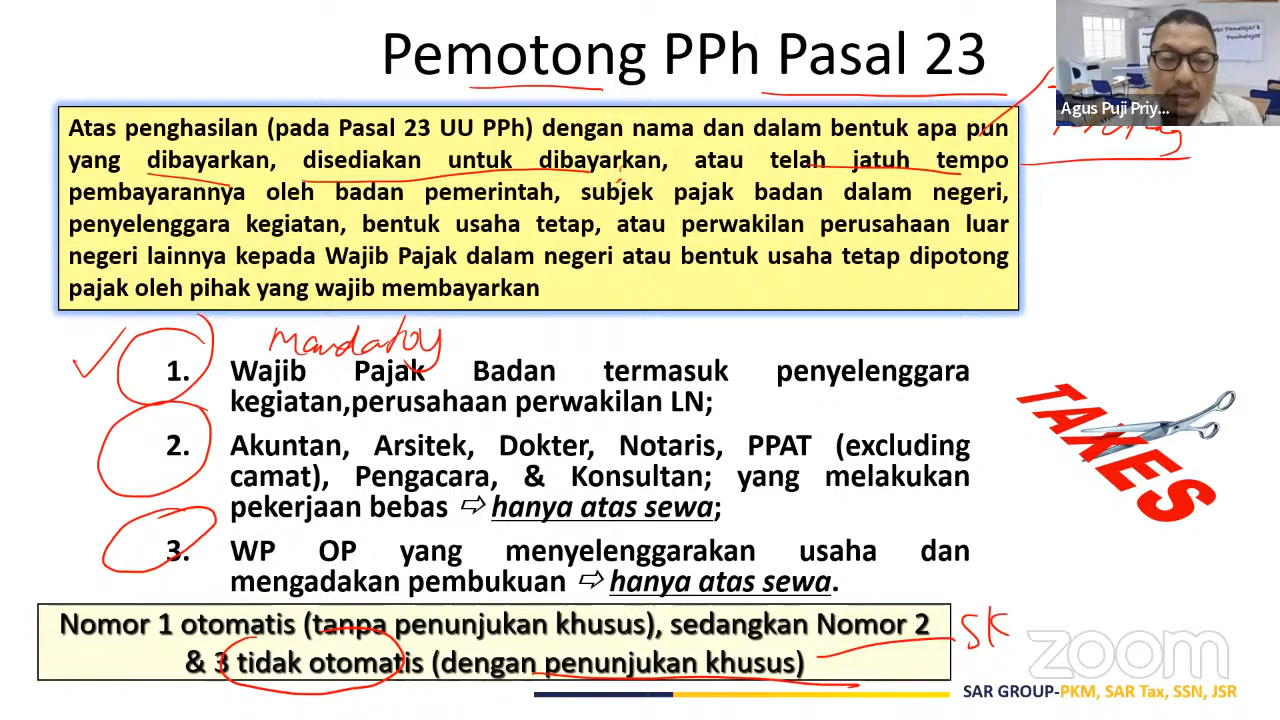 Pemotong PPh Pasal 23
Agus Puji Priy...
Atas penghasilan (pada Pasal 23 UU PPh) dengan nama dan dalam bentuk apa pun
yang dibayarkan, disediakan untuk dibayarkan, atau telah jatuh tempo
pembayarannya oleh badan pemerintah, subjek pajak badan dalam negeri,
penyelenggara kegiatan, bentuk usaha tetap, atau perwakilan perusahaan luar
negeri lainnya kepada Wajib Pajak dalam negeri atau bentuk usaha tetap dipotong
pajak oleh pihak yang wajib membayarkan
Mandatory
1. Wajib Pajak Badan termasuk penyelenggara
kegiatan,perusahaan perwakilan LN;
2. Akuntan, Arsitek, Dokter, Notaris, PPAT (excluding
camat), Pengacara, & Konsultan; yang melakukan
pekerjaan bebas ⇨ hanya atas sewa;
3. WP OP yang menyelenggarakan usaha dan
mengadakan pembukuan ⇨ hanya atas sewa.
TAXES
Nomor 1 otomatis (tanpa penunjukan khusus), sedangkan Nomor 2
& 3 tidak otomatis (dengan penunjukan khusus)
SK
zoom
SAR GROUP-PKM, SAR Tax, SSN, JSR